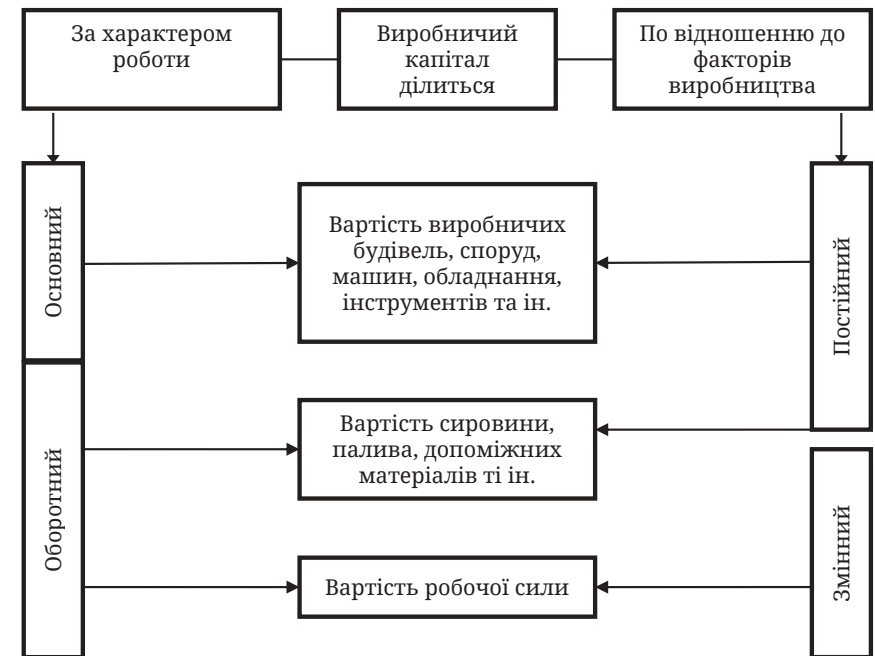 За характером
роботи
Виробничий
капітал
ділиться
По відношенню до
факторів
виробництва
Основний
Вартість виробничих
будівель, споруд,
машин, обладнання,
інструментів та ін.
Постійний
Оборотний
Вартість сировини,
палива, допоміжних
матеріалів ті ін.
Змінний
Вартість робочої сили